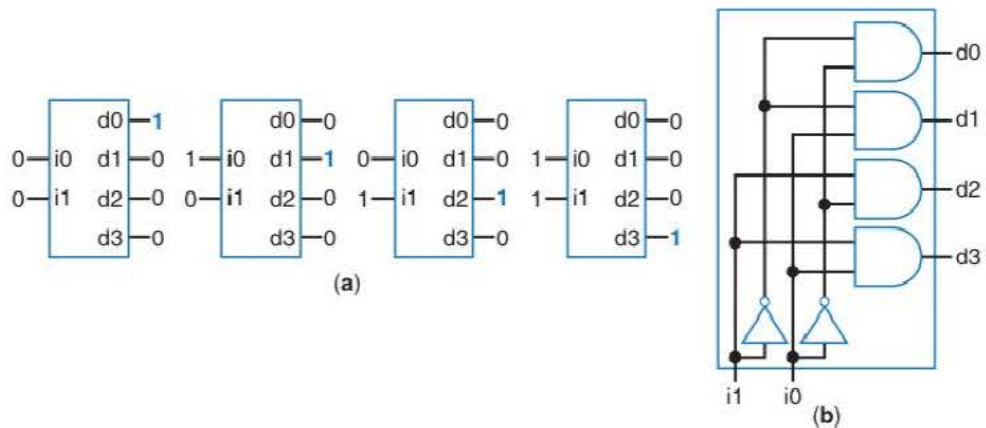 d0 1 d0 0 d0 0 d0 0 d0
0 i0 d1 0 1 i0 d1 1 0 i0 d1 0 1 i0 d1 0 d1
0 i1 d2 0 0 i1 d2 0 1 i1 d2 1 1 i1 d2 0 d2
d3 0 d3 0 d3 0 d3 1 d3
(a)
i1 i0
(b)